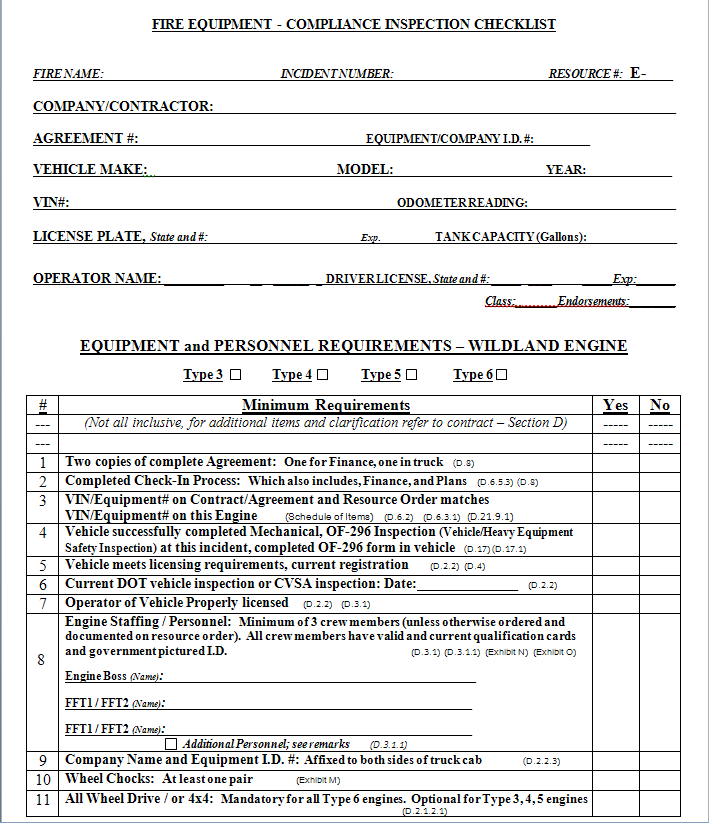 FIRE EQUIPMENT - COMPLIANCE INSPECTION CHECKLIST
FIRE NAME: INCIDENT NUMBER: RESOURCE #: E-
COMPANY/CONTRACTOR:
AGREEMENT #: EQUIPMENT/COMPANY I.D. #:
VEHICLE MAKE: MODEL: YEAR:
VIN#: ODOMETER READING:
LICENSE PLATE, State and #: Exp. TANK CAPACITY (Gallons):
OPERATOR NAME: DRIVER LICENSE, State and #: Exp:
Class: Endorsements:
EQUIPMENT and PERSONNEL REQUIREMENTS – WILDLAND ENGINE
Type 3 ☐ Type 4 ☐ Type 5 ☐ Type 6 ☐
# Minimum Requirements Yes No
--- (Not all inclusive, for additional items and clarification refer to contract – Section D) ----- -----
--- ----- -----
1 Two copies of complete Agreement: One for Finance, one in truck (D.8)
2 Completed Check-In Process: Which also includes, Finance, and Plans (D.6.5.3) (D.8)
3 VIN/Equipment# on Contract/Agreement and Resource Order matches
VIN/Equipment# on this Engine (Schedule of Items) (D.6.2) (D.6.3.1) (D.21.9.1)
4 Vehicle successfully completed Mechanical, OF-296 Inspection (Vehicle/Heavy Equipment
Safety Inspection) at this incident, completed OF-296 form in vehicle (D.17) (D.17.1)
5 Vehicle meets licensing requirements, current registration (D.2.2) (D.4)
6 Current DOT vehicle inspection or CVSA inspection: Date: (D.2.2)
7 Operator of Vehicle Properly licensed (D.2.2) (D.3.1)
8 Engine Staffing / Personnel: Minimum of 3 crew members (unless otherwise ordered and
documented on resource order). All crew members have valid and current qualification cards
and government pictured I.D. (D.3.1) (D.3.1.1) (Exhibit N) (Exhibit O)
Engine Boss (Name):
FFT1 / FFT2 (Name):
FFT1 / FFT2 (Name):
☐ Additional Personnel; see remarks (D.3.1.1)
9 Company Name and Equipment I.D. #: Affixed to both sides of truck cab (D.2.2.3)
10 Wheel Chocks: At least one pair (Exhibit M)
11 All Wheel Drive / or 4x4: Mandatory for all Type 6 engines. Optional for Type 3, 4, 5 engines
(D.2.1.2.1)